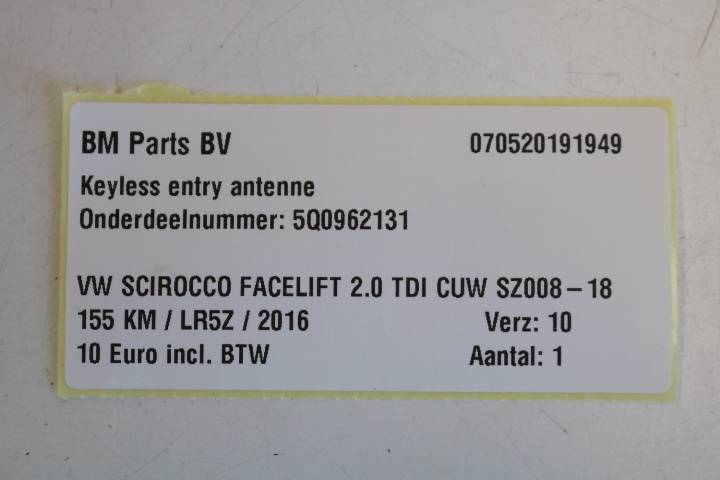 BM Parts BV 070520191949
Keyless entry antenne
Onderdeelnummer: 5Q0962131
VW SCIROCCO FACELIFT 2.0 TDI CUW SZ008-18
155 KM / LR5Z / 2016 Verz: 10
10 Euro incl. BTW Aantal: 1